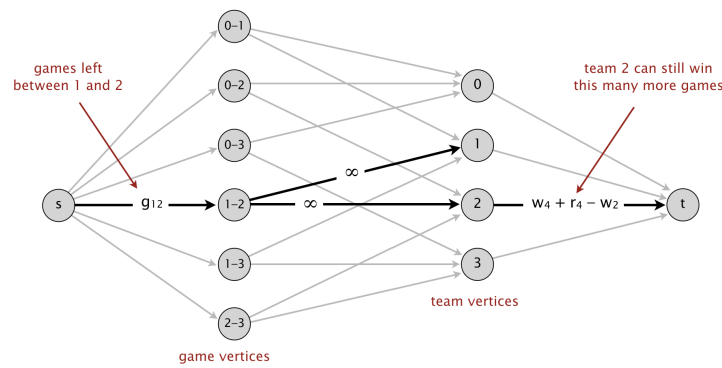 0–1
games left
between 1 and 2
team 2 can still win
this many more games
0–2
0
0–3
1
∞
s
g12
1–2
∞
2
w4 + r4 − w2
t
1–3
3
team vertices
2–3
game vertices